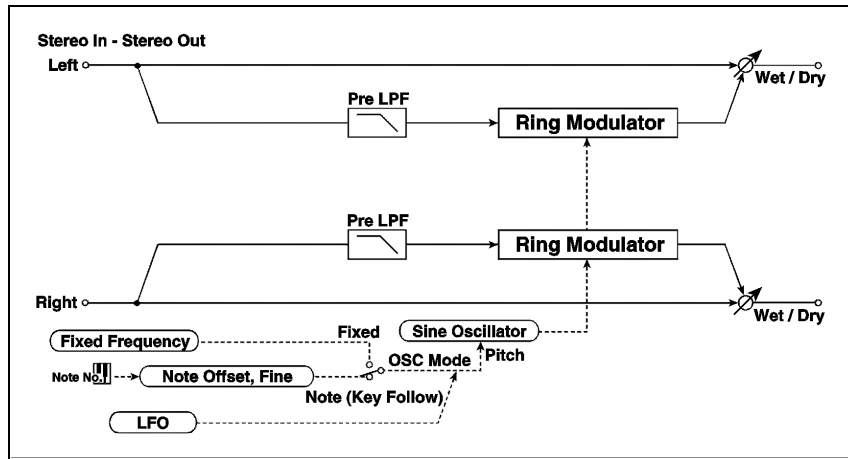 Stereo In - Stereo Out
Left
Wet / Dry
Pre LPF
Ring Modulator
Pre LPF
Ring Modulator
Right
Wet / Dry
Fixed Frequency
Fixed
Sine Oscillator
OSC Mode
Pitch
Note No.
Note Offset, Fine
Note (Key Follow)
LFO